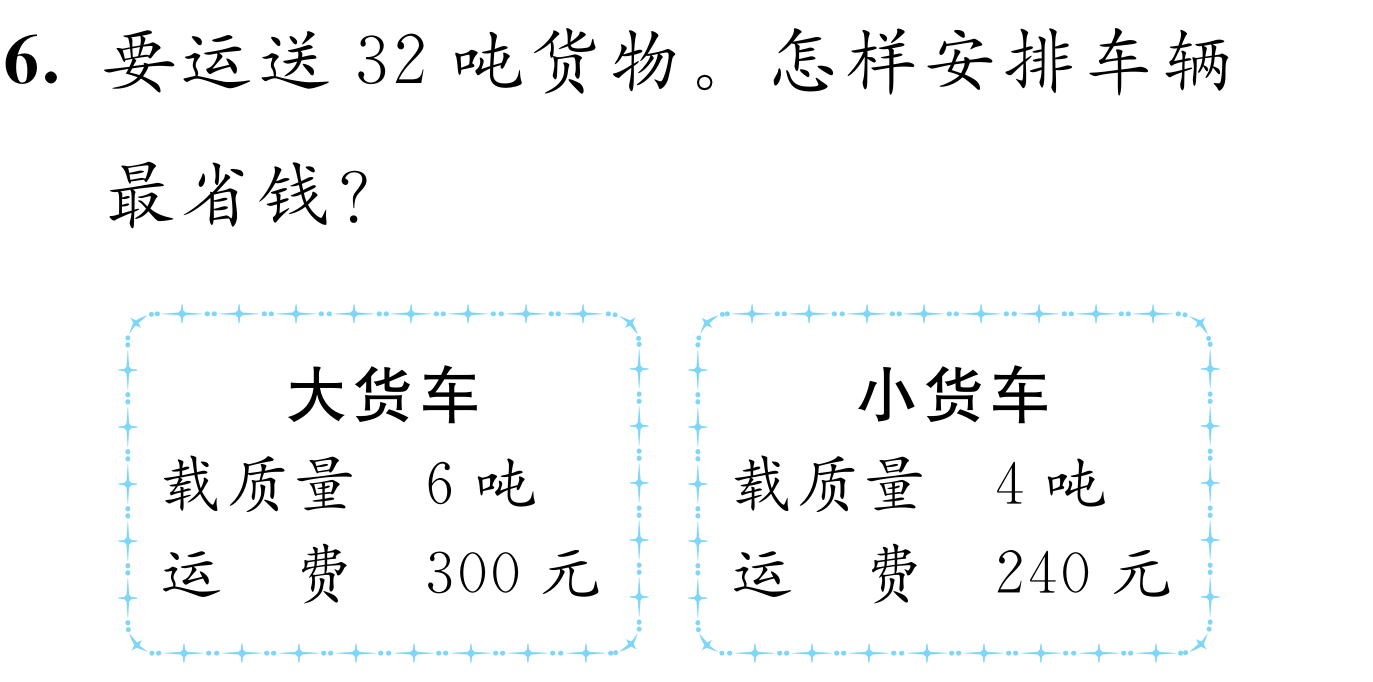 6. 要运送 32 吨货物。怎样安排车辆
最省钱？
大货车
载质量 6 吨
运 费 300 元
小货车
载质量 4 吨
运 费 240 元